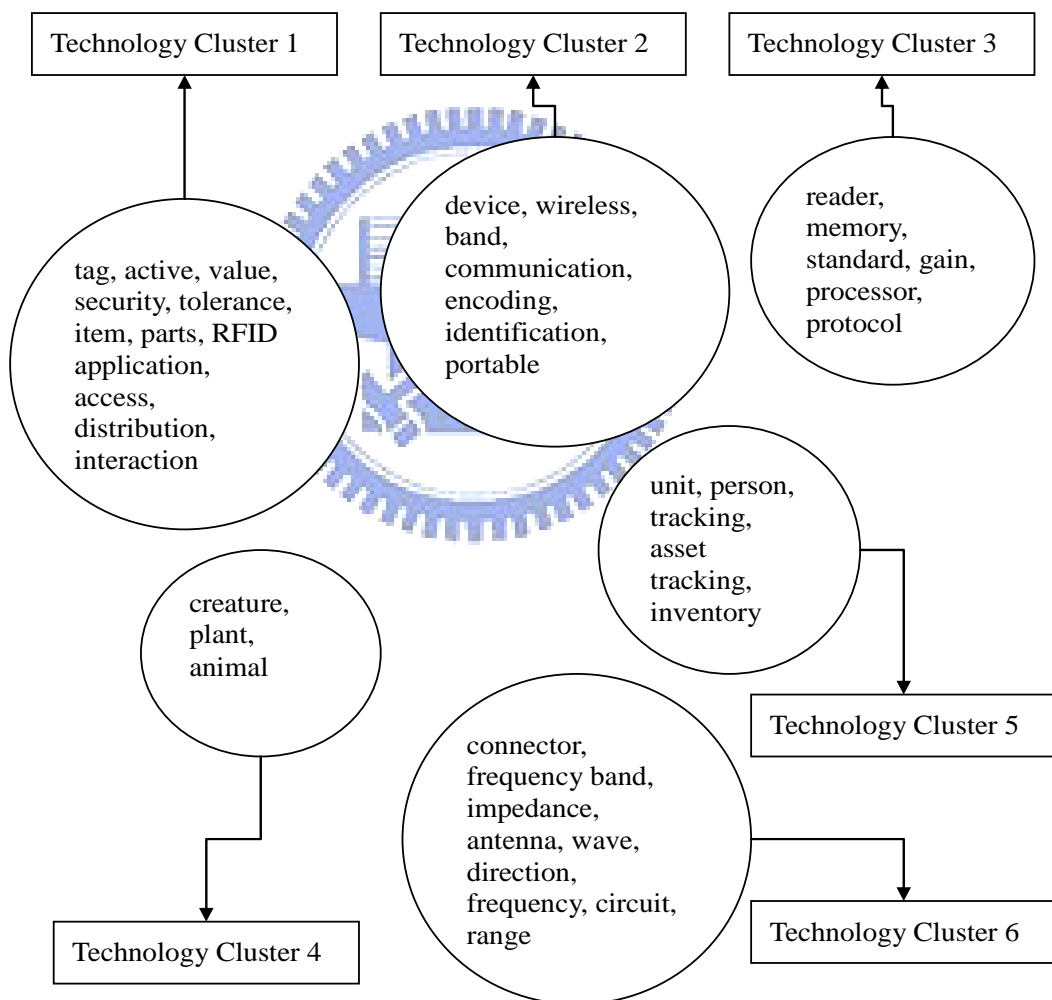 Technology Cluster 1
Technology Cluster 2
Technology Cluster 3
tag, active, value,
security, tolerance,
item, parts, RFID
application,
access,
distribution,
interaction
device, wireless,
band,
communication,
encoding,
identification,
portable
reader,
memory,
standard, gain,
processor,
protocol
unit, person,
tracking,
asset
tracking,
inventory
creature,
plant,
animal
Technology Cluster 5
connector,
frequency band,
impedance,
antenna, wave,
direction,
frequency, circuit,
range
Technology Cluster 4
Technology Cluster 6